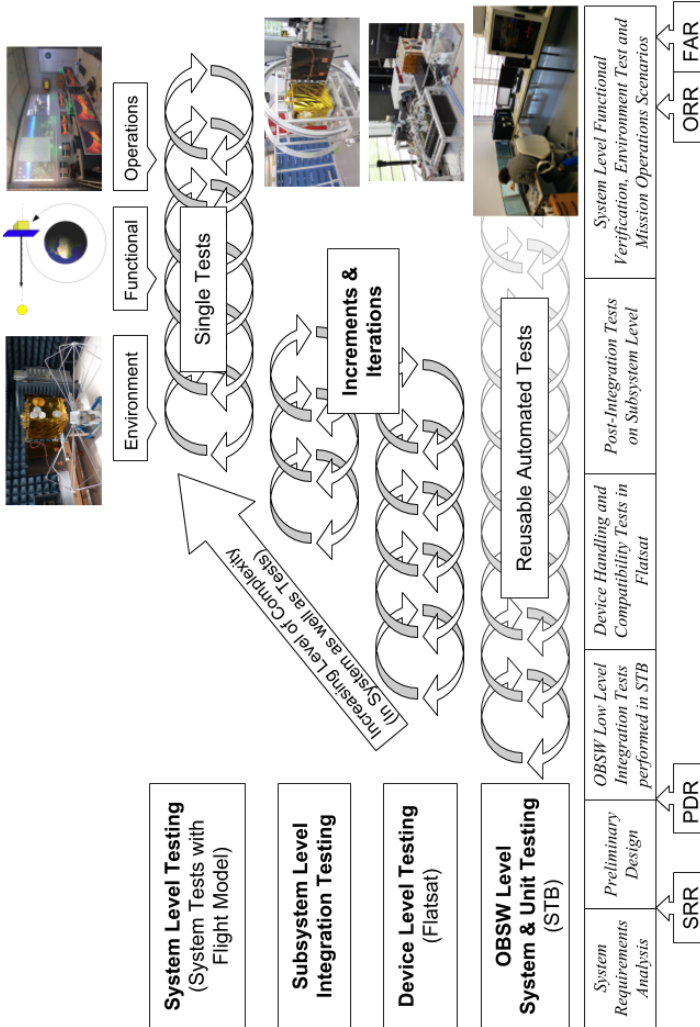 System Level Testing
(System Tests with
Flight Model)
Subsystem Level
Integration Testing
Device Level Testing
(Flatsat)
OBSW Level
System & Unit Testing
(STB)
Increasing Level of Complexity
(In System as well as Tests)
Environment
Functional
Operations
Single Tests
Increments &
Iterations
Reusable Automated Tests
System
Requirements
Analysis
Preliminary
Design
OBSW Low Level
Integration Tests
performed in STB
Device Handling and
Compatibility Tests in
Flatsat
Post-Integration Tests
on Subsystem Level
System Level Functional
Verification, Environment Test and
Mission Operations Scenarios
SRR
PDR
ORR
FAR